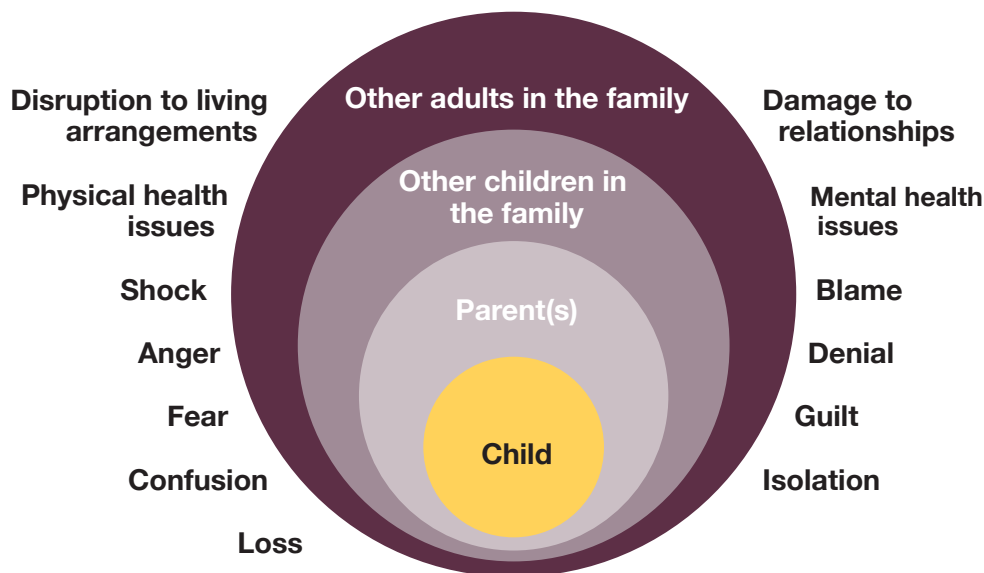 Disruption to living
arrangements
Physical health
issues
Shock
Anger
Fear
Confusion
Loss
Other adults in the family
Other children in
the family
Parent(s)
Child
Damage to
relationships
Mental health
issues
Blame
Denial
Guilt
Isolation